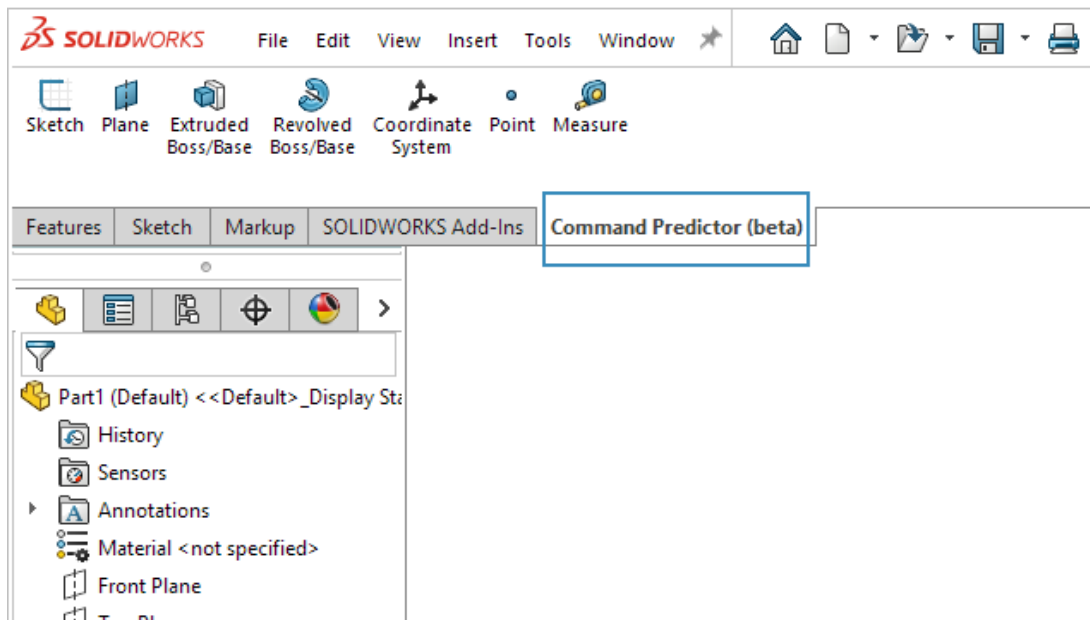 SOLIDWORKS File Edit View Insert Tools Window
Sketch Plane Extruded Revolved Coordinate Point Measure
Boss/Base Boss/Base System
Features Sketch Markup SOLIDWORKS Add-Ins Command Predictor (beta)
Part1 (Default) <<Default>_Display Sta
History
Sensors
A Annotations
Material <not specified>
Front Plane